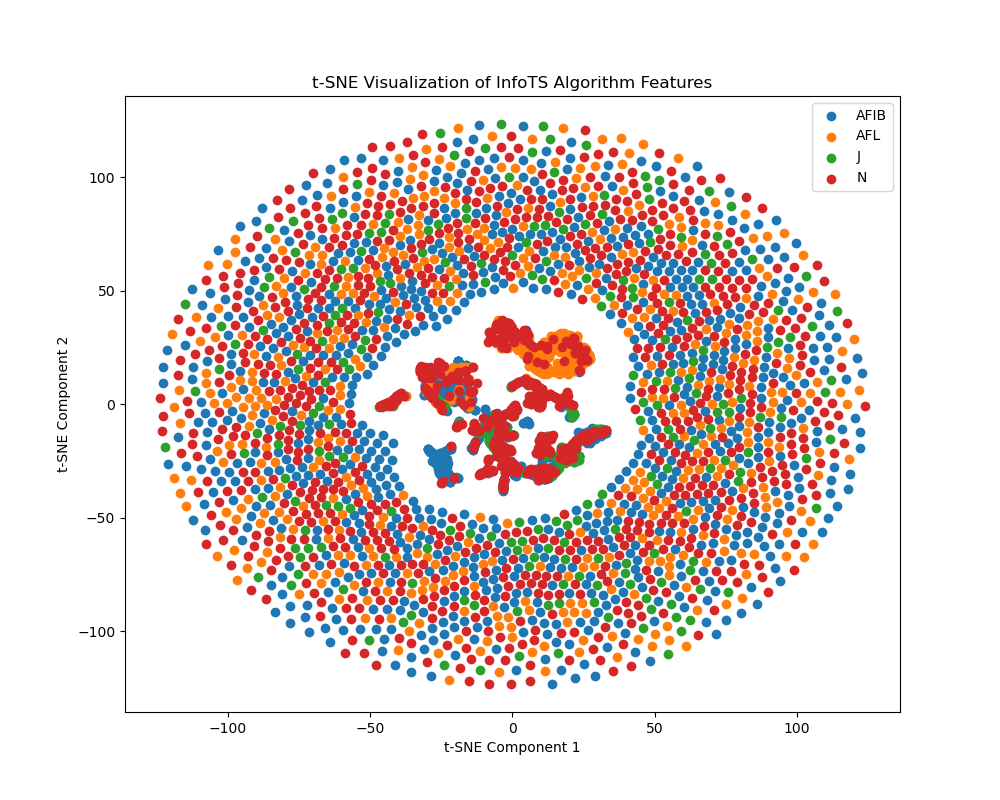 t-SNE Visualization of InfoTS Algorithm Features
AFIB
AFL
J
N
100
50
0
−50
−100
t-SNE Component 2
−100
−50
0
50
100
t-SNE Component 1